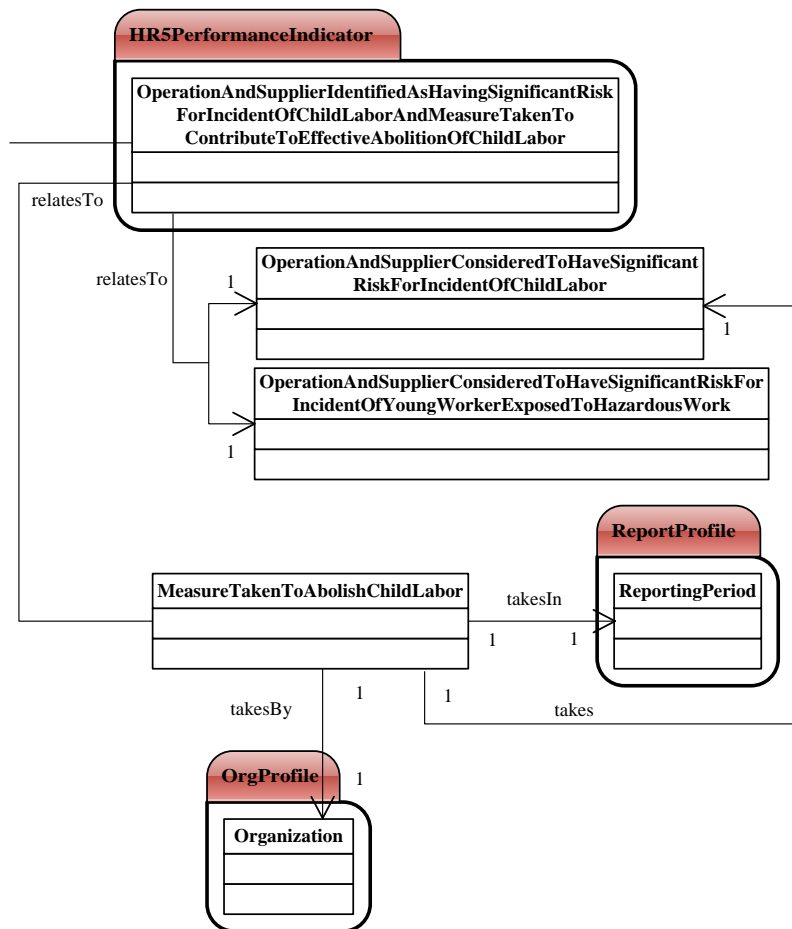 HR5PerformanceIndicator
OperationAndSupplierIdentifiedAsHavingSignificantRisk
ForIncidentOfChildLaborAndMeasureTakenTo
ContributeToEffectiveAbolitionOfChildLabor
relatesTo
relatesTo
1
OperationAndSupplierConsideredToHaveSignificant
RiskForIncidentOfChildLabor
1
OperationAndSupplierConsideredToHaveSignificantRiskFor
IncidentOfYoungWorkerExposedToHazardousWork
1
ReportProfile
MeasureTakenToAbolishChildLabor
takesIn
ReportingPeriod
1
1
takesBy
1
1
takes
OrgProfile
1
Organization